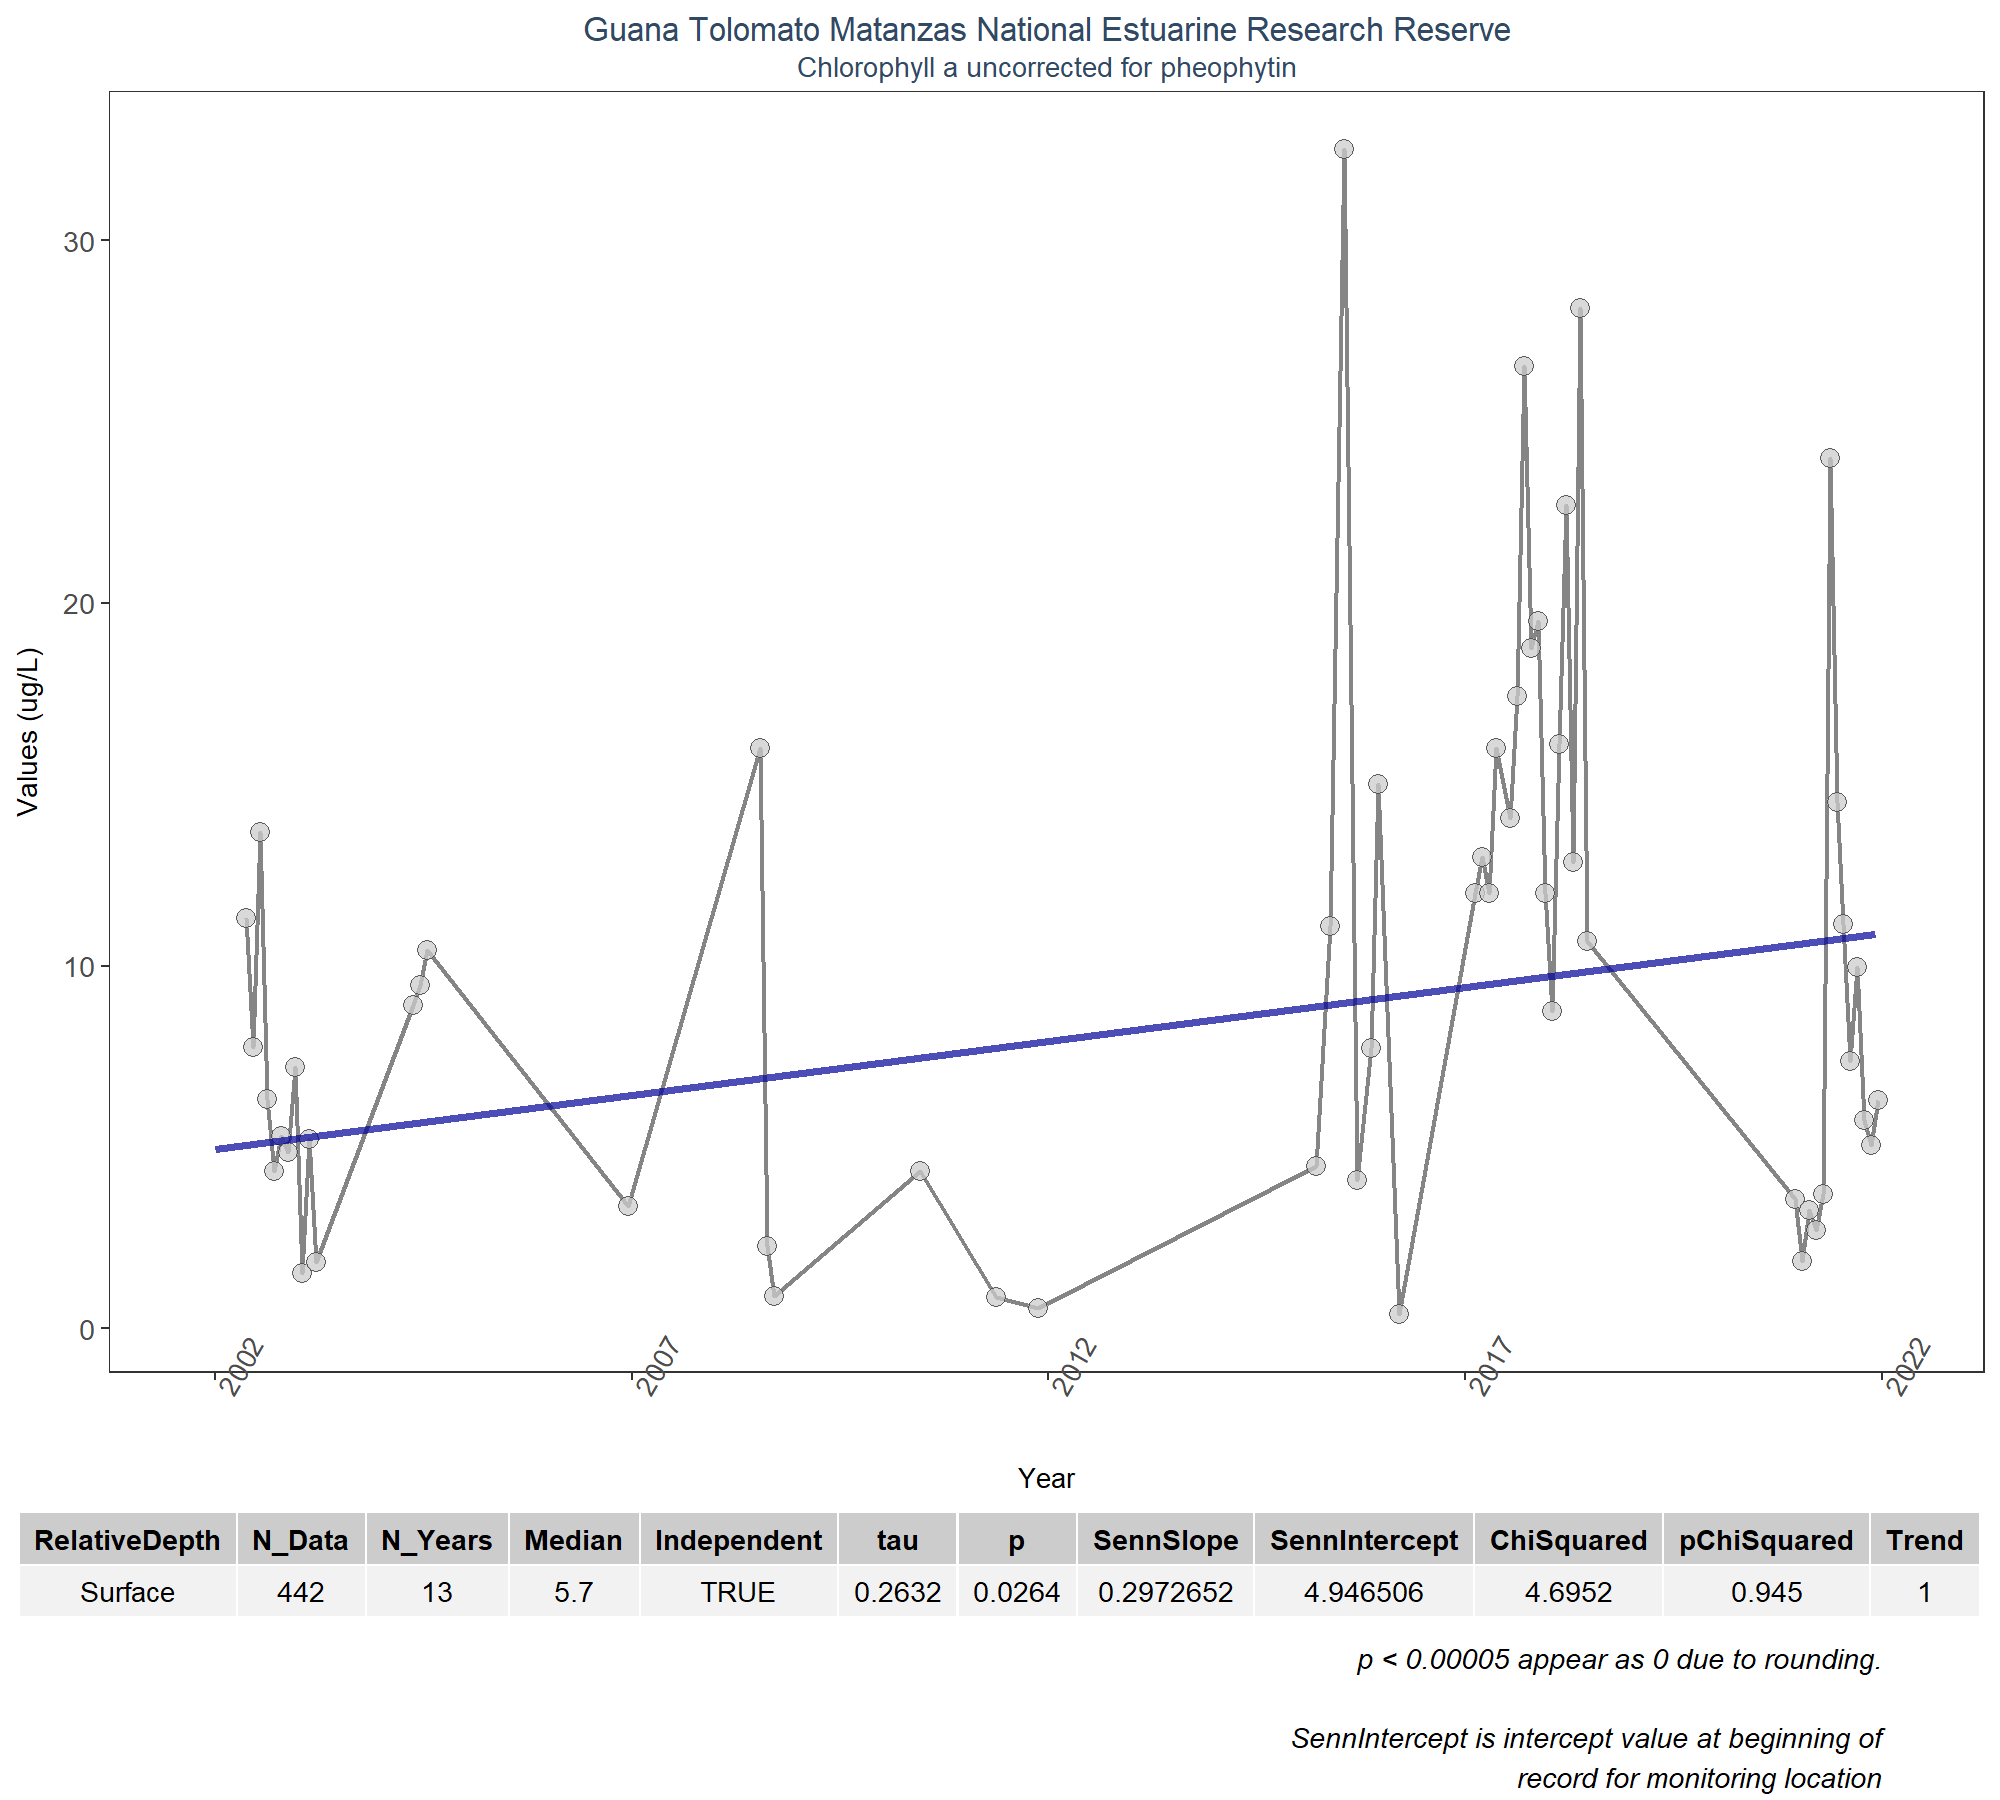 Guana Tolomato Matanzas National Estuarine Research Reserve
Chlorophyll a uncorrected for pheophytin
30
20
10
0
Values (ug/L)
2002 2007 2012 2017 2022
Year
RelativeDepth N_Data N_Years Median Independent tau p SennSlope SennIntercept ChiSquared pChiSquared Trend
Surface 442 13 5.7 TRUE 0.2632 0.0264 0.2972652 4.946506 4.6952 0.945 1
p < 0.00005 appear as 0 due to rounding.
SennIntercept is intercept value at beginning of
record for monitoring location